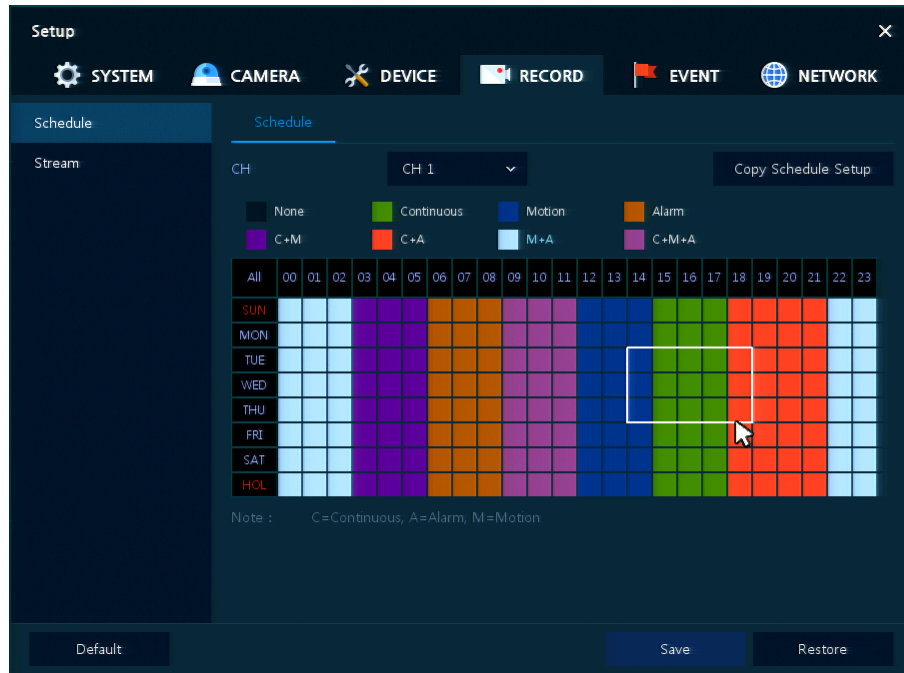 Setup
SYSTEM CAMERA DEVICE RECORD EVENT NETWORK
Schedule
Stream
Schedule
CH CH 1 Copy Schedule Setup
None Continuous Motion Alarm
C+M C+A M+A C+M+A
All 00 01 02 03 04 05 06 07 08 09 10 11 12 13 14 15 16 17 18 19 20 21 22 23
SUN
MON
TUE
WED
THU
FRI
SAT
HOL
Note : C=Continuous, A=Alarm, M=Motion
Default Save Restore